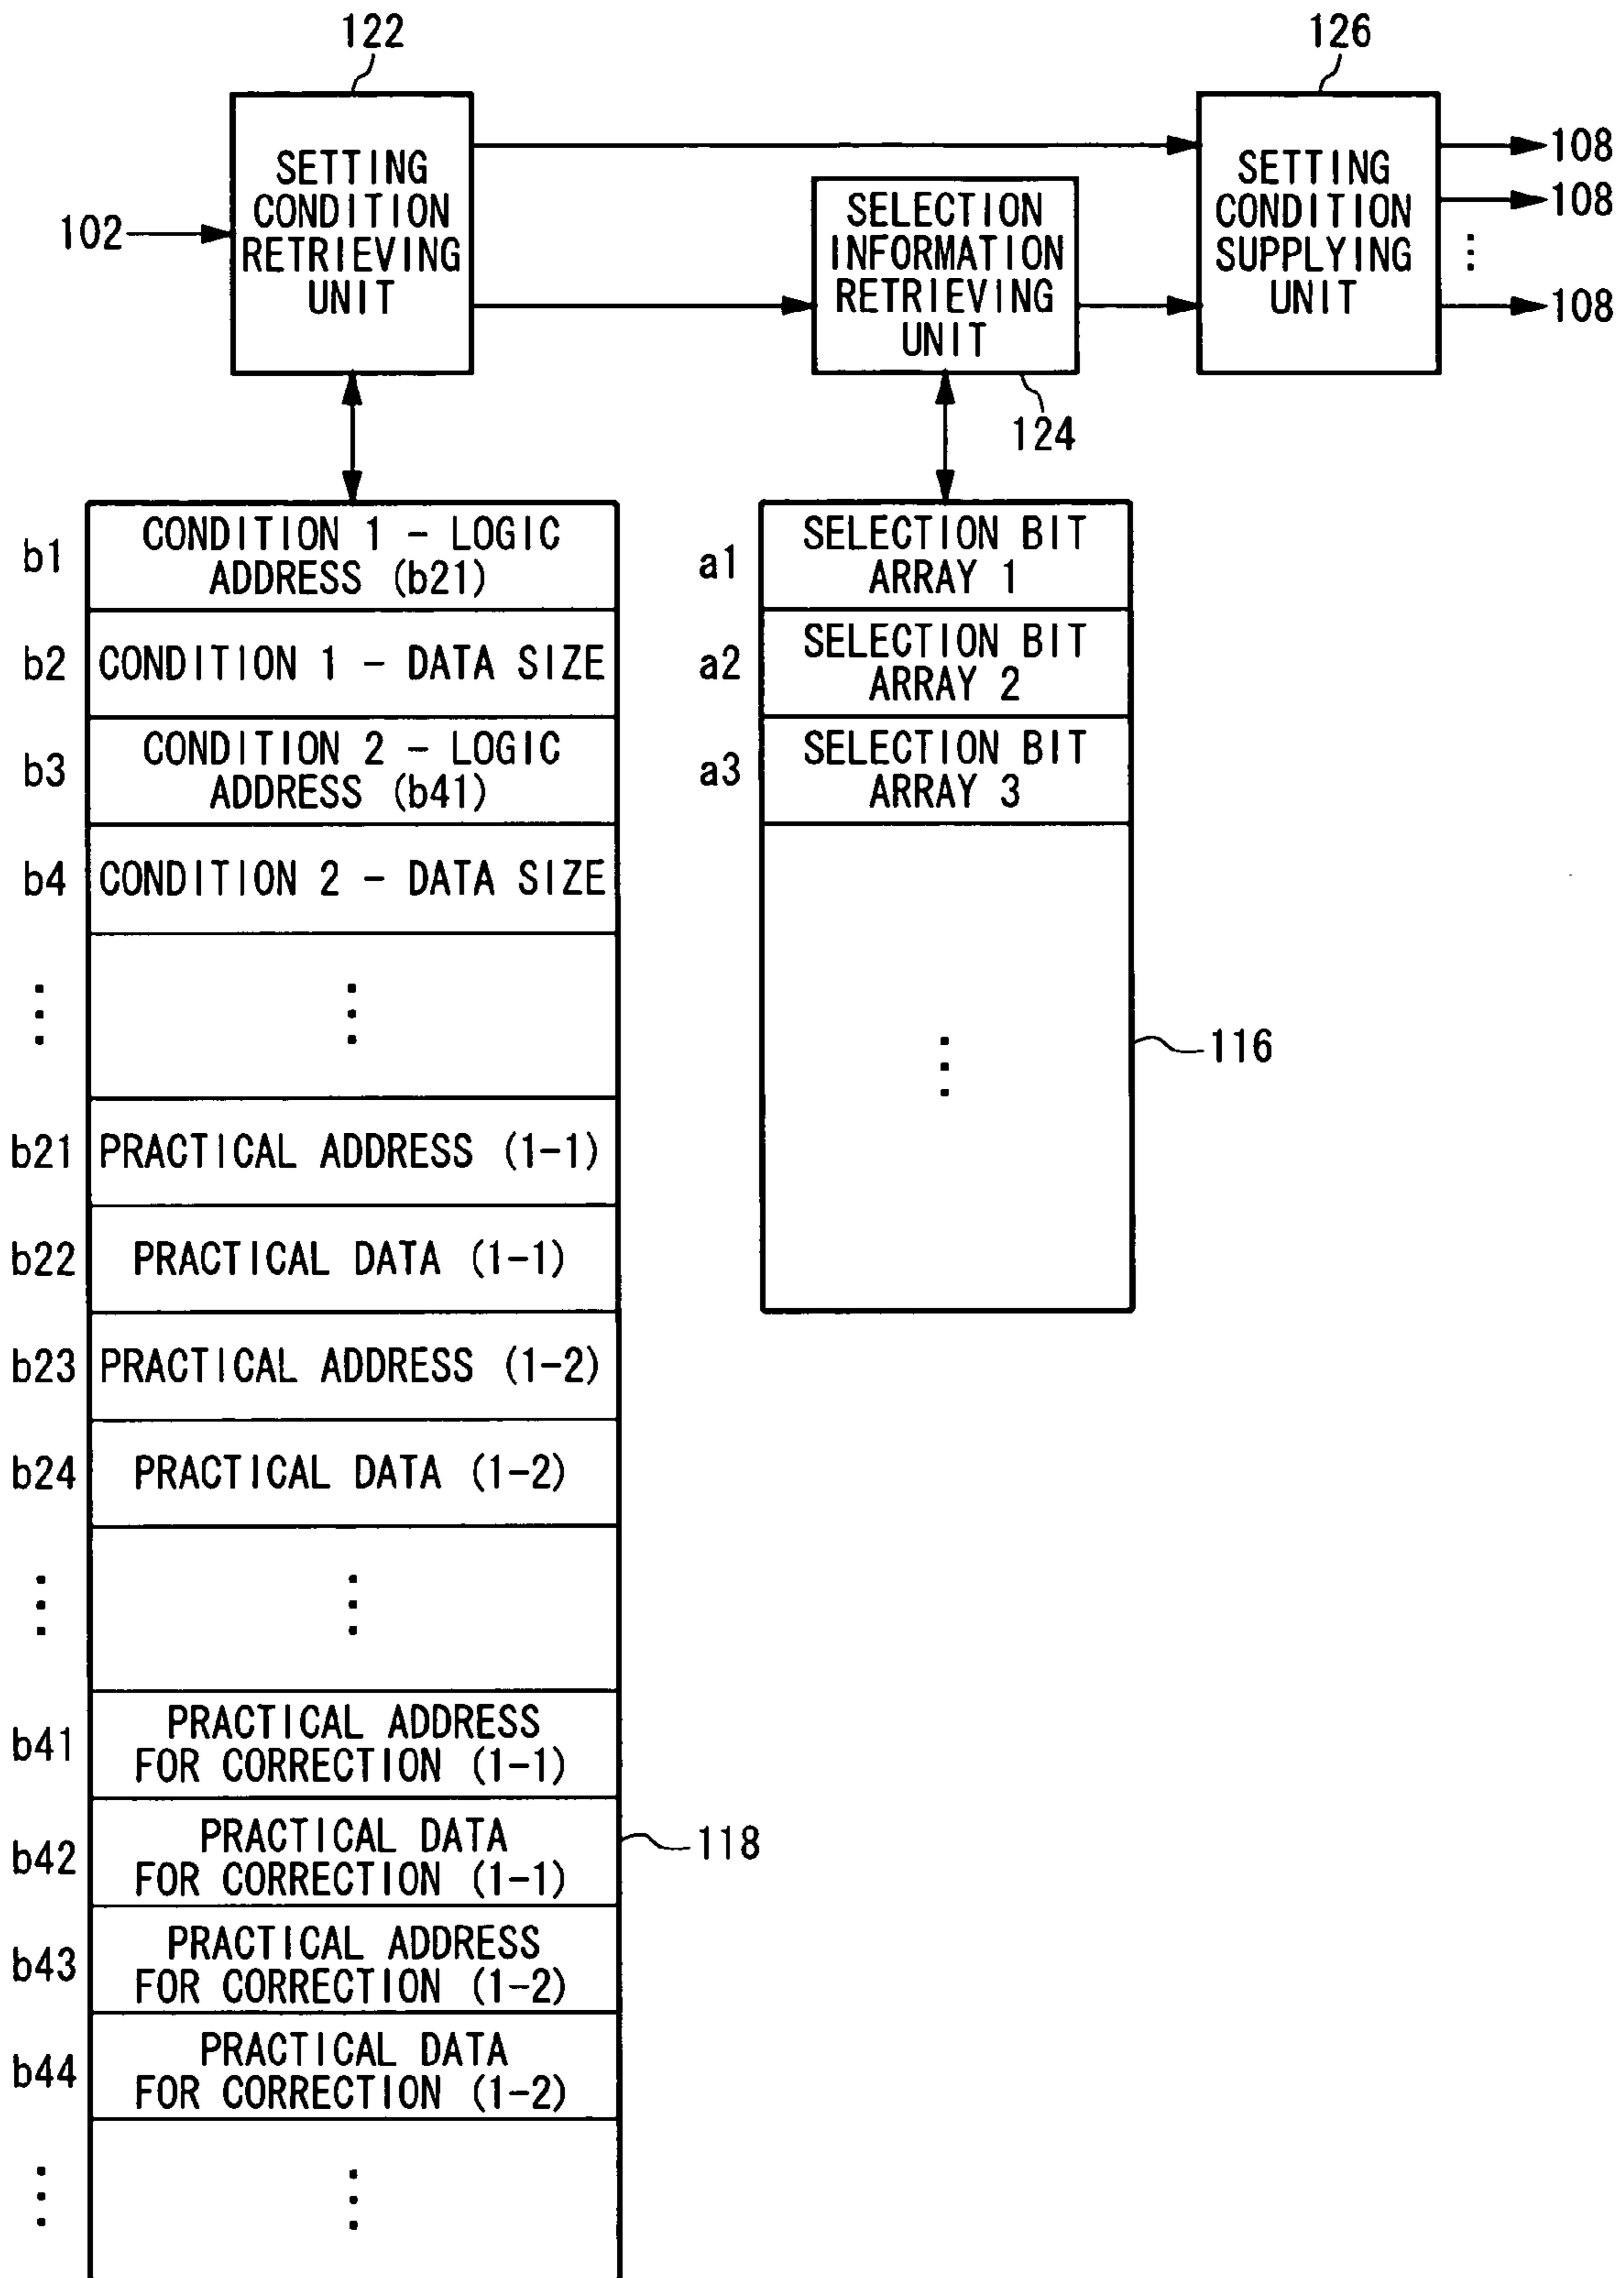 122
126
SETTING
CONDITION
RETRIEVING
UNIT
SELECTION
INFORMATION
RETRIEVING
UNIT
SETTING
CONDITION
SUPPLYING
UNIT
102
108
108
108
124
b1
CONDITION 1 - LOGIC
ADDRESS (b21)
b2
CONDITION 1 - DATA SIZE
b3
CONDITION 2 - LOGIC
ADDRESS (b41)
b4
CONDITION 2 - DATA SIZE
b21
PRACTICAL ADDRESS (1-1)
b22
PRACTICAL DATA (1-1)
b23
PRACTICAL ADDRESS (1-2)
b24
PRACTICAL DATA (1-2)
b41
PRACTICAL ADDRESS
FOR CORRECTION (1-1)
b42
PRACTICAL DATA
FOR CORRECTION (1-1)
b43
PRACTICAL ADDRESS
FOR CORRECTION (1-2)
b44
PRACTICAL DATA
FOR CORRECTION (1-2)
118
a1
SELECTION BIT
ARRAY 1
a2
SELECTION BIT
ARRAY 2
a3
SELECTION BIT
ARRAY 3
116